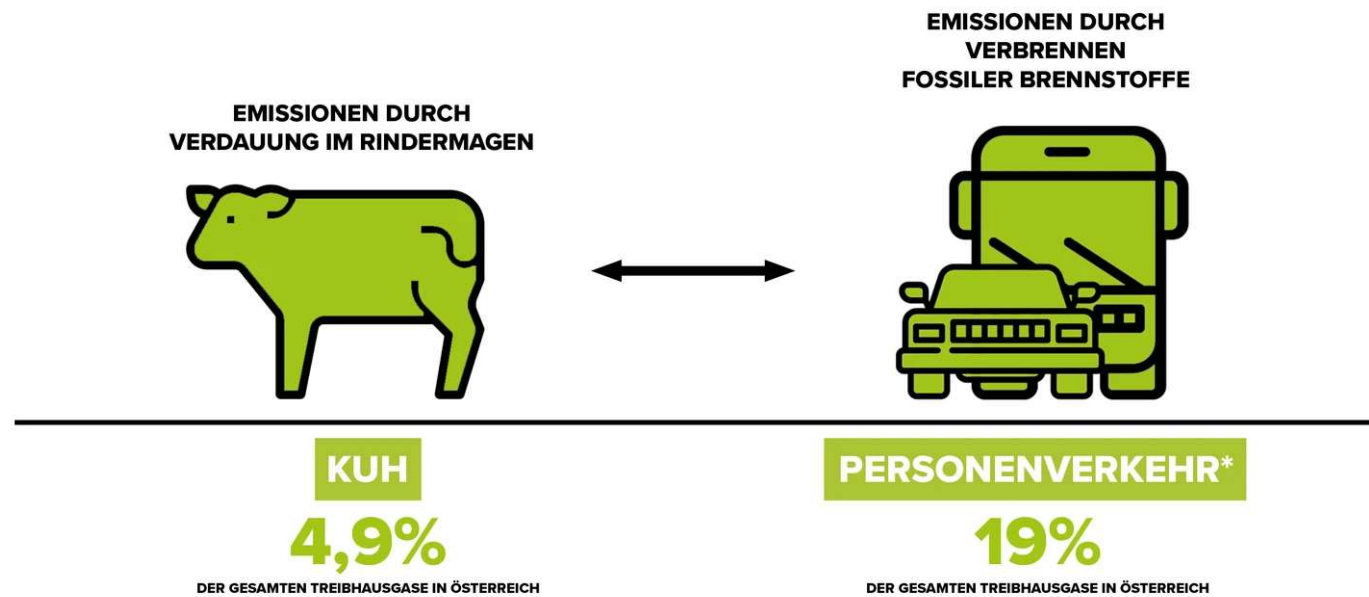 EMISSIONEN DURCH
VERDAUUNG IM RINDERMAGEN
KUH
4,9%
DER GESAMTEN TREIBHAUSGASE IN ÖSTERREICH
EMISSIONEN DURCH
VERBRENNEN
FOSSILER BRENNSTOFFE
PERSONENVERKEHR*
19%
DER GESAMTEN TREIBHAUSGASE IN ÖSTERREICH